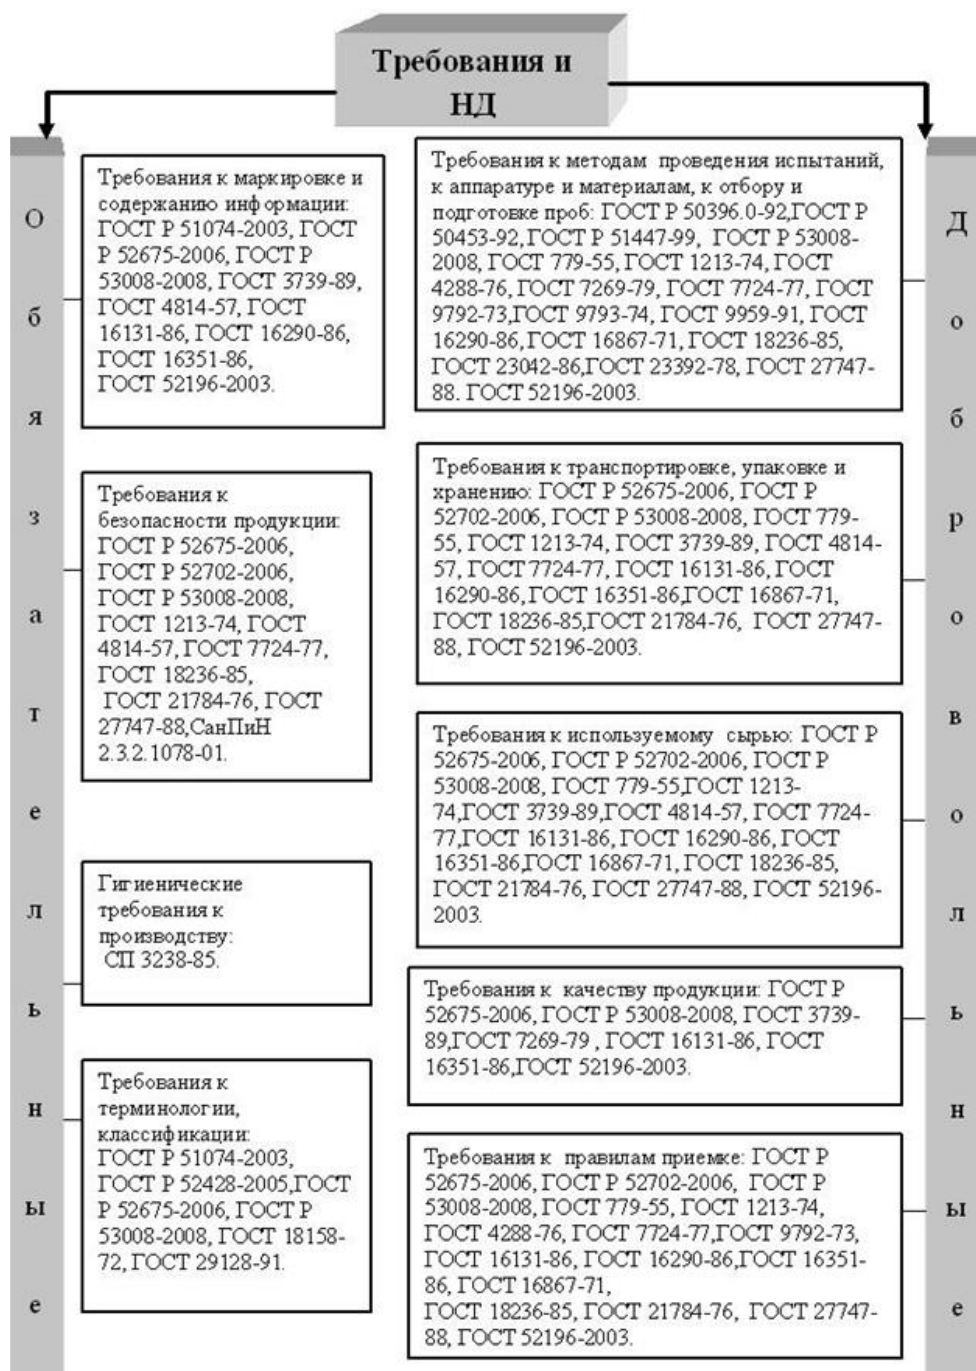 Требования и
НД
Обязательные
Требования к маркировке и
содержанию информации:
ГОСТ Р 51074-2003, ГОСТ
Р 52675-2006, ГОСТ Р
53008-2008, ГОСТ 3739-89,
ГОСТ 4814-57, ГОСТ
16131-86, ГОСТ 16290-86,
ГОСТ 16351-86,
ГОСТ 52196-2003.
Требования к
безопасности продукции:
ГОСТ Р 52675-2006,
ГОСТ Р 52702-2006,
ГОСТ Р 53008-2008,
ГОСТ 1213-74, ГОСТ
4814-57, ГОСТ 7724-77,
ГОСТ 18236-85,
ГОСТ 21784-76, ГОСТ
27747-88,СанПиН
2.3.2.1078-01.
Гигиенические
требования к
производству:
СП 3238-85.
Требования к
терминологии,
классификации:
ГОСТ Р 51074-2003,
ГОСТ Р 52428-2005,ГОСТ
Р 52675-2006, ГОСТ Р
53008-2008, ГОСТ 18158-
72, ГОСТ 29128-91.
Требования к методам проведения испытаний,
к аппаратуре и материалам, к отбору и
подготовке проб: ГОСТ Р 50396.0-92,ГОСТ Р
50453-92,ГОСТ Р 51447-99, ГОСТ Р 53008-
2008, ГОСТ 779-55, ГОСТ 1213-74, ГОСТ
4288-76, ГОСТ 7269-79, ГОСТ 7724-77, ГОСТ
9792-73,ГОСТ 9793-74, ГОСТ 9959-91, ГОСТ
16290-86,ГОСТ 16867-71, ГОСТ 18236-85,
ГОСТ 23042-86,ГОСТ 23392-78, ГОСТ 27747-
88. ГОСТ 52196-2003.
Требования к транспортировке, упаковке и
хранению: ГОСТ Р 52675-2006, ГОСТ Р
52702-2006, ГОСТ Р 53008-2008, ГОСТ 779-
55, ГОСТ 1213-74, ГОСТ 3739-89, ГОСТ 4814-
57, ГОСТ 7724-77, ГОСТ 16131-86, ГОСТ
16290-86,ГОСТ 16351-86,ГОСТ 16867-71,
ГОСТ 18236-85,ГОСТ 21784-76, ГОСТ 27747-
88, ГОСТ 52196-2003.
Требования к используемому сырью: ГОСТ Р
52675-2006, ГОСТ Р 52702-2006, ГОСТ Р
53008-2008, ГОСТ 779-55,ГОСТ 1213-
74,ГОСТ 3739-89,ГОСТ 4814-57, ГОСТ 7724-
77,ГОСТ 16131-86, ГОСТ 16290-86, ГОСТ
16351-86,ГОСТ 16867-71, ГОСТ 18236-85,
ГОСТ 21784-76, ГОСТ 27747-88, ГОСТ 52196-
2003.
Требования к качеству продукции: ГОСТ Р
52675-2006, ГОСТ Р 53008-2008, ГОСТ 3739-
89,ГОСТ 7269-79 , ГОСТ 16131-86, ГОСТ
16351-86,ГОСТ 52196-2003.
Требования к правилам приемке: ГОСТ Р
52675-2006, ГОСТ Р 52702-2006, ГОСТ Р
53008-2008, ГОСТ 779-55, ГОСТ 1213-74,
ГОСТ 4288-76, ГОСТ 7724-77,ГОСТ 9792-73,
ГОСТ 16131-86, ГОСТ 16290-86,ГОСТ 16351-
86, ГОСТ 16867-71,
ГОСТ 18236-85, ГОСТ 21784-76, ГОСТ 27747-
88, ГОСТ 52196-2003.
Добровольные